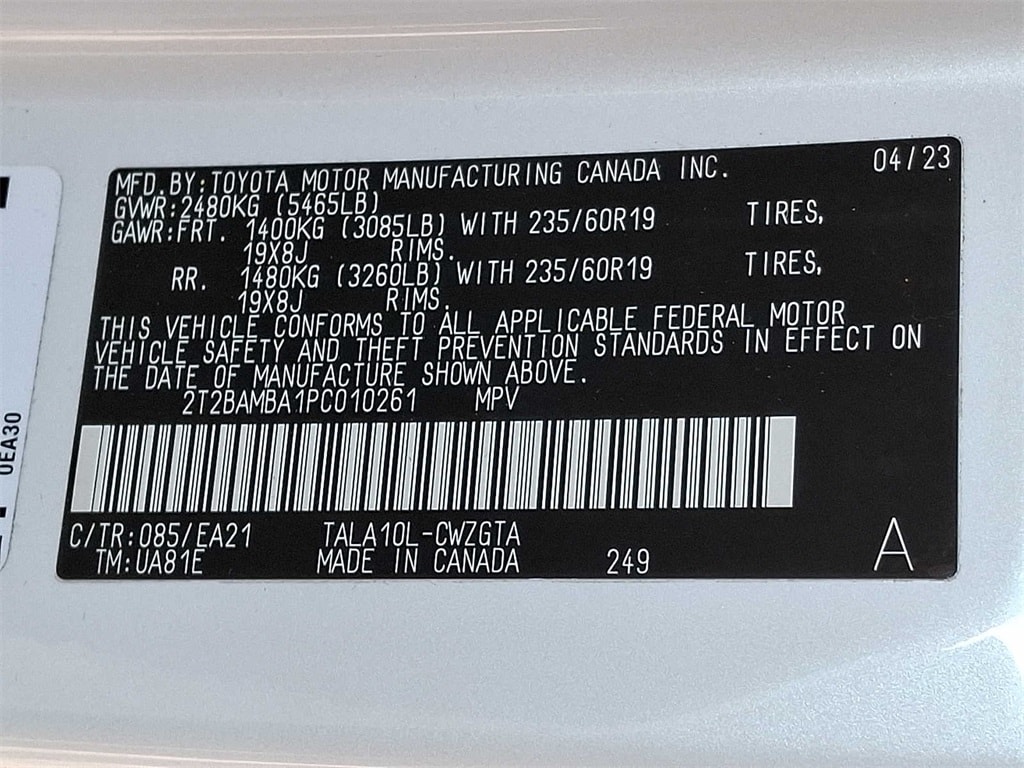 MFD.BY:TOYOTA MOTOR MANUFACTURING CANADA INC. 04/23
GVWR:2480KG (5465LB)
GAWR:FRT. 1400KG (3085LB) WITH 235/60R19 TIRES,
19X8J RIMS.
RR. 1480KG (3260LB) WITH 235/60R19 TIRES,
19X8J RIMS.
THIS VEHICLE CONFORMS TO ALL APPLICABLE FEDERAL MOTOR
VEHICLE SAFETY AND THEFT PREVENTION STANDARDS IN EFFECT ON
THE DATE OF MANUFACTURE SHOWN ABOVE.
2T2BAMBA1PC010261 MPV
C/TR:085/EA21 TALA10L-CWZGTA
TM:UA81E MADE IN CANADA 249 A
0EA30